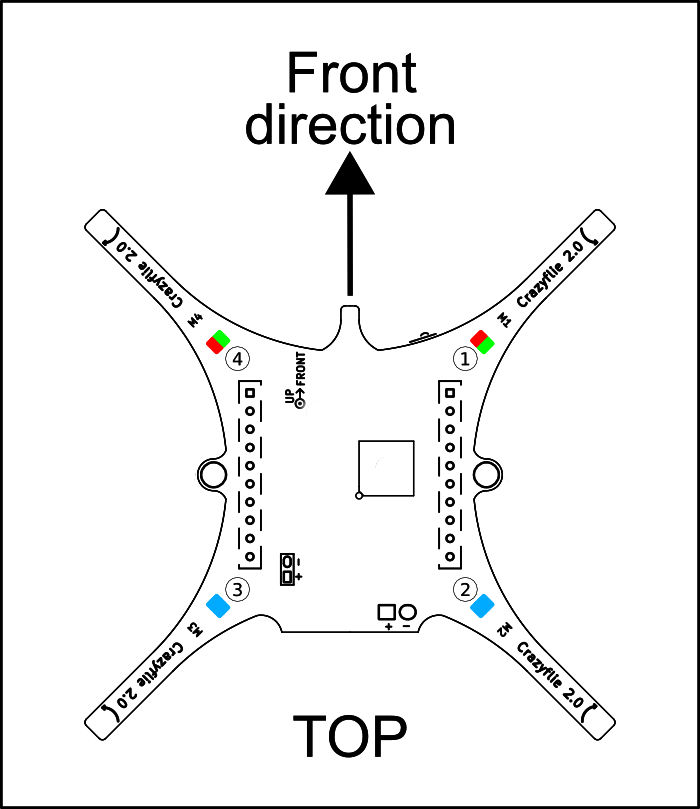 Front
direction
Crazyflie 2.0
Crazyflie 2.0
M4
M1
4
1
UP
FRONT
-
+
3
2
+ -
M3
M2
Crazyflie 2.0
Crazyflie 2.0
TOP